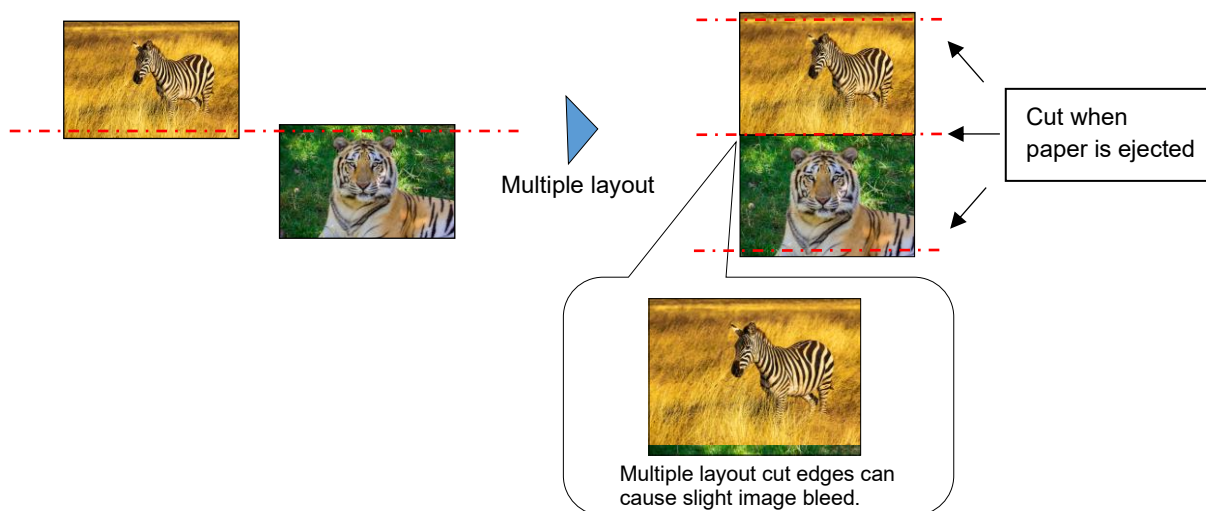 Multiple layout
Cut when
paper is ejected
Multiple layout cut edges can
cause slight image bleed.